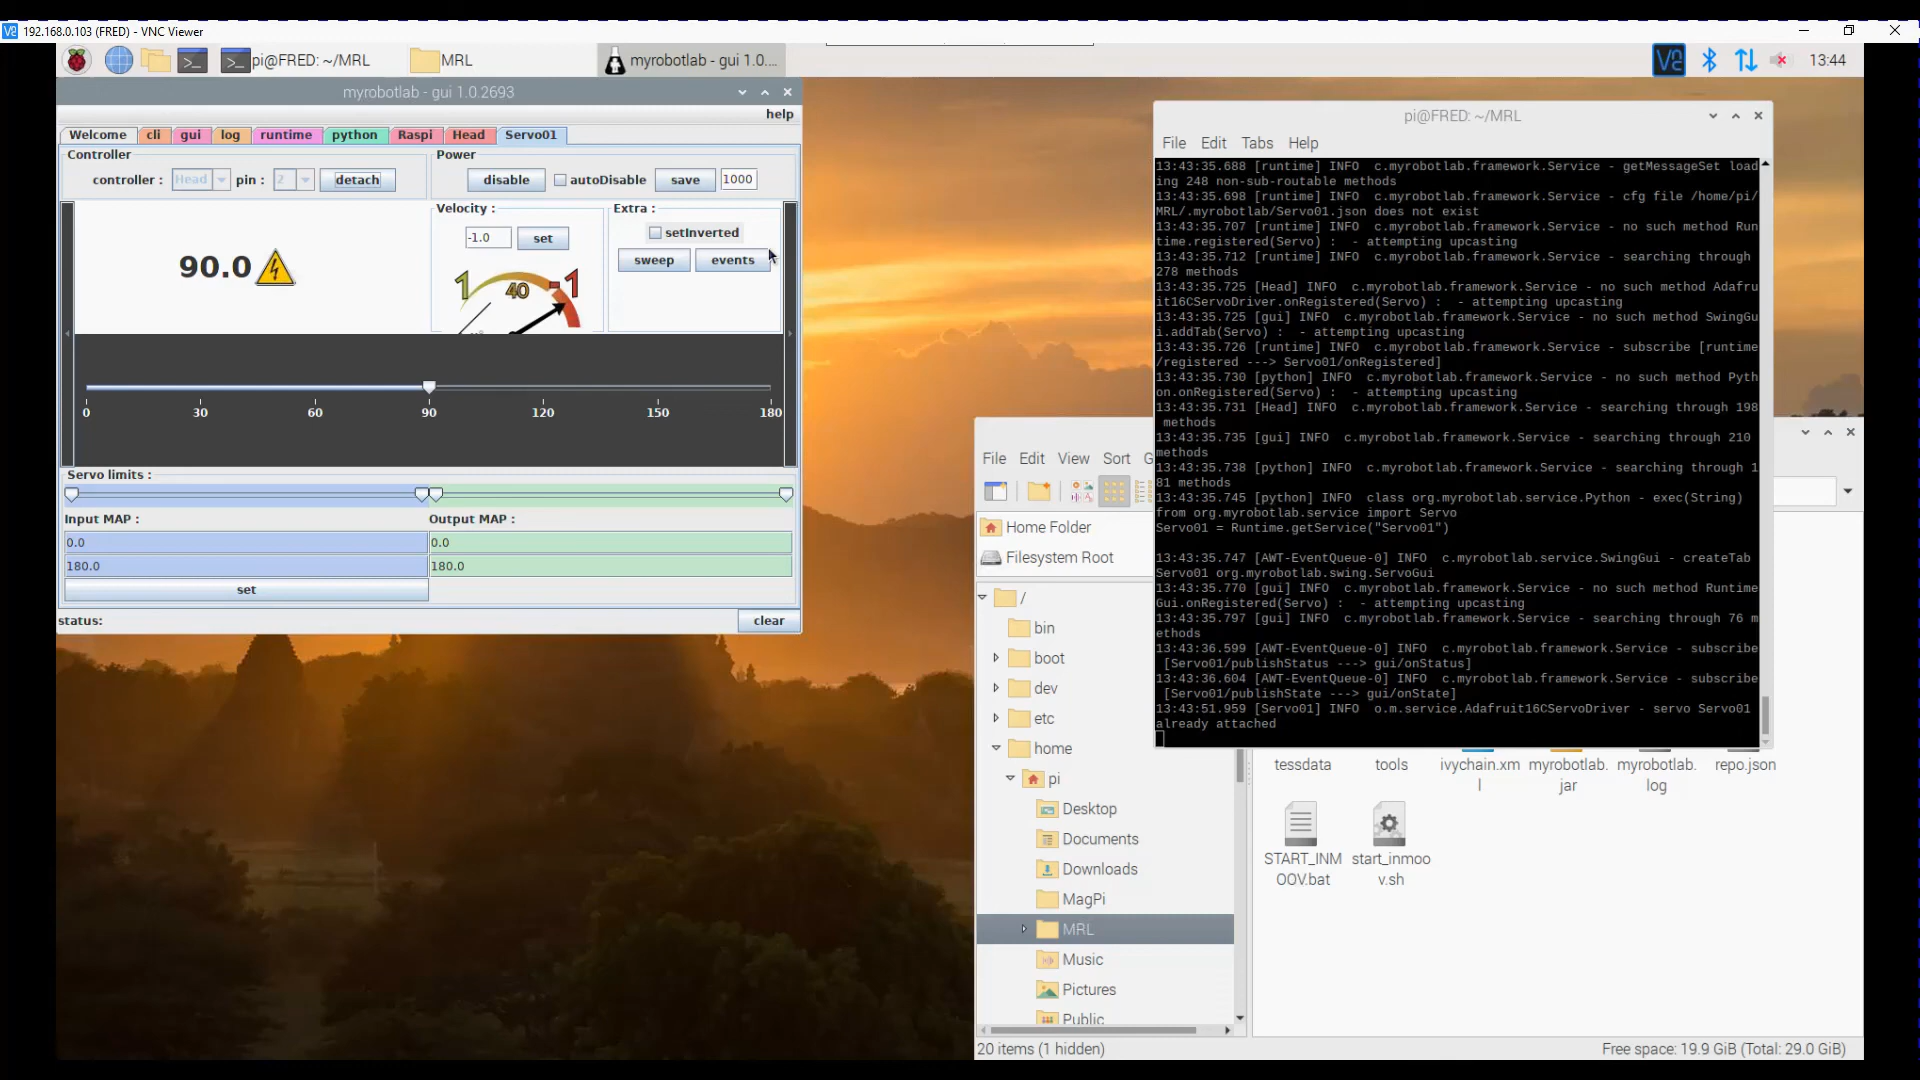 192.168.0.103 (FRED) - VNC Viewer
pi@FRED: ~/MRL
MRL
myrobotlab - gui 1.0....
13:44
myrobotlab - gui 1.0.2693
help
Welcome cli gui log runtime python Raspi Head Servo01
Controller
controller : Head pin : 2 detach
Power
disable autoDisable save 1000
90.0
Velocity :
-1.0 set
1 40 1
Extra :
setInverted
sweep events
0 30 60 90 120 150 180
Servo limits :
Input MAP : Output MAP :
0.0 0.0
180.0 180.0
set
status: clear
pi@FRED: ~/MRL
File Edit Tabs Help
13:43:35.688 [runtime] INFO  c.myrobotlab.framework.Service - getMessageSet load
ing 248 non-sub-routable methods
13:43:35.698 [runtime] INFO  c.myrobotlab.framework.Service - cfg file /home/pi/
MRL/.myrobotlab/Servo01.json does not exist
13:43:35.707 [runtime] INFO  c.myrobotlab.framework.Service - no such method Run
time.registered(Servo) :  - attempting upcasting
13:43:35.712 [runtime] INFO  c.myrobotlab.framework.Service - searching through
278 methods
13:43:35.725 [Head] INFO  c.myrobotlab.framework.Service - no such method Adafru
it16CServoDriver.onRegistered(Servo) :  - attempting upcasting
13:43:35.725 [gui] INFO  c.myrobotlab.framework.Service - no such method SwingGu
i.addTab(Servo) :  - attempting upcasting
13:43:35.726 [runtime] INFO  c.myrobotlab.framework.Service - subscribe [runtime
/registered ---> Servo01/onRegistered]
13:43:35.730 [python] INFO  c.myrobotlab.framework.Service - no such method Pyth
on.onRegistered(Servo) :  - attempting upcasting
13:43:35.731 [Head] INFO  c.myrobotlab.framework.Service - searching through 198
methods
13:43:35.735 [gui] INFO  c.myrobotlab.framework.Service - searching through 210
methods
13:43:35.738 [python] INFO  c.myrobotlab.framework.Service - searching through 1
81 methods
13:43:35.745 [python] INFO  class org.myrobotlab.service.Python - exec(String)
from org.myrobotlab.service import Servo
Servo01 = Runtime.getService("Servo01")
13:43:35.747 [AWT-EventQueue-0] INFO  c.myrobotlab.service.SwingGui - createTab
Servo01 org.myrobotlab.swing.ServoGui
13:43:35.770 [gui] INFO  c.myrobotlab.framework.Service - no such method Runtime
Gui.onRegistered(Servo) :  - attempting upcasting
13:43:35.797 [gui] INFO  c.myrobotlab.framework.Service - searching through 76 m
ethods
13:43:36.599 [AWT-EventQueue-0] INFO  c.myrobotlab.framework.Service - subscribe
[Servo01/publishStatus ---> gui/onStatus]
13:43:36.604 [AWT-EventQueue-0] INFO  c.myrobotlab.framework.Service - subscribe
[Servo01/publishState ---> gui/onState]
13:43:51.959 [Servo01] INFO  o.m.service.Adafruit16CServoDriver - servo Servo01
already attached
File Edit View Sort G
Home Folder
Filesystem Root
/
bin
boot
dev
etc
home
pi
Desktop
Documents
Downloads
MagPi
MRL
Music
Pictures
Public
tessdata
tools
ivychain.xm
l
myrobotlab.
jar
myrobotlab.
log
repo.json
START_INM
OOV.bat
start_inmoo
v.sh
20 items (1 hidden)
Free space: 19.9 GiB (Total: 29.0 GiB)